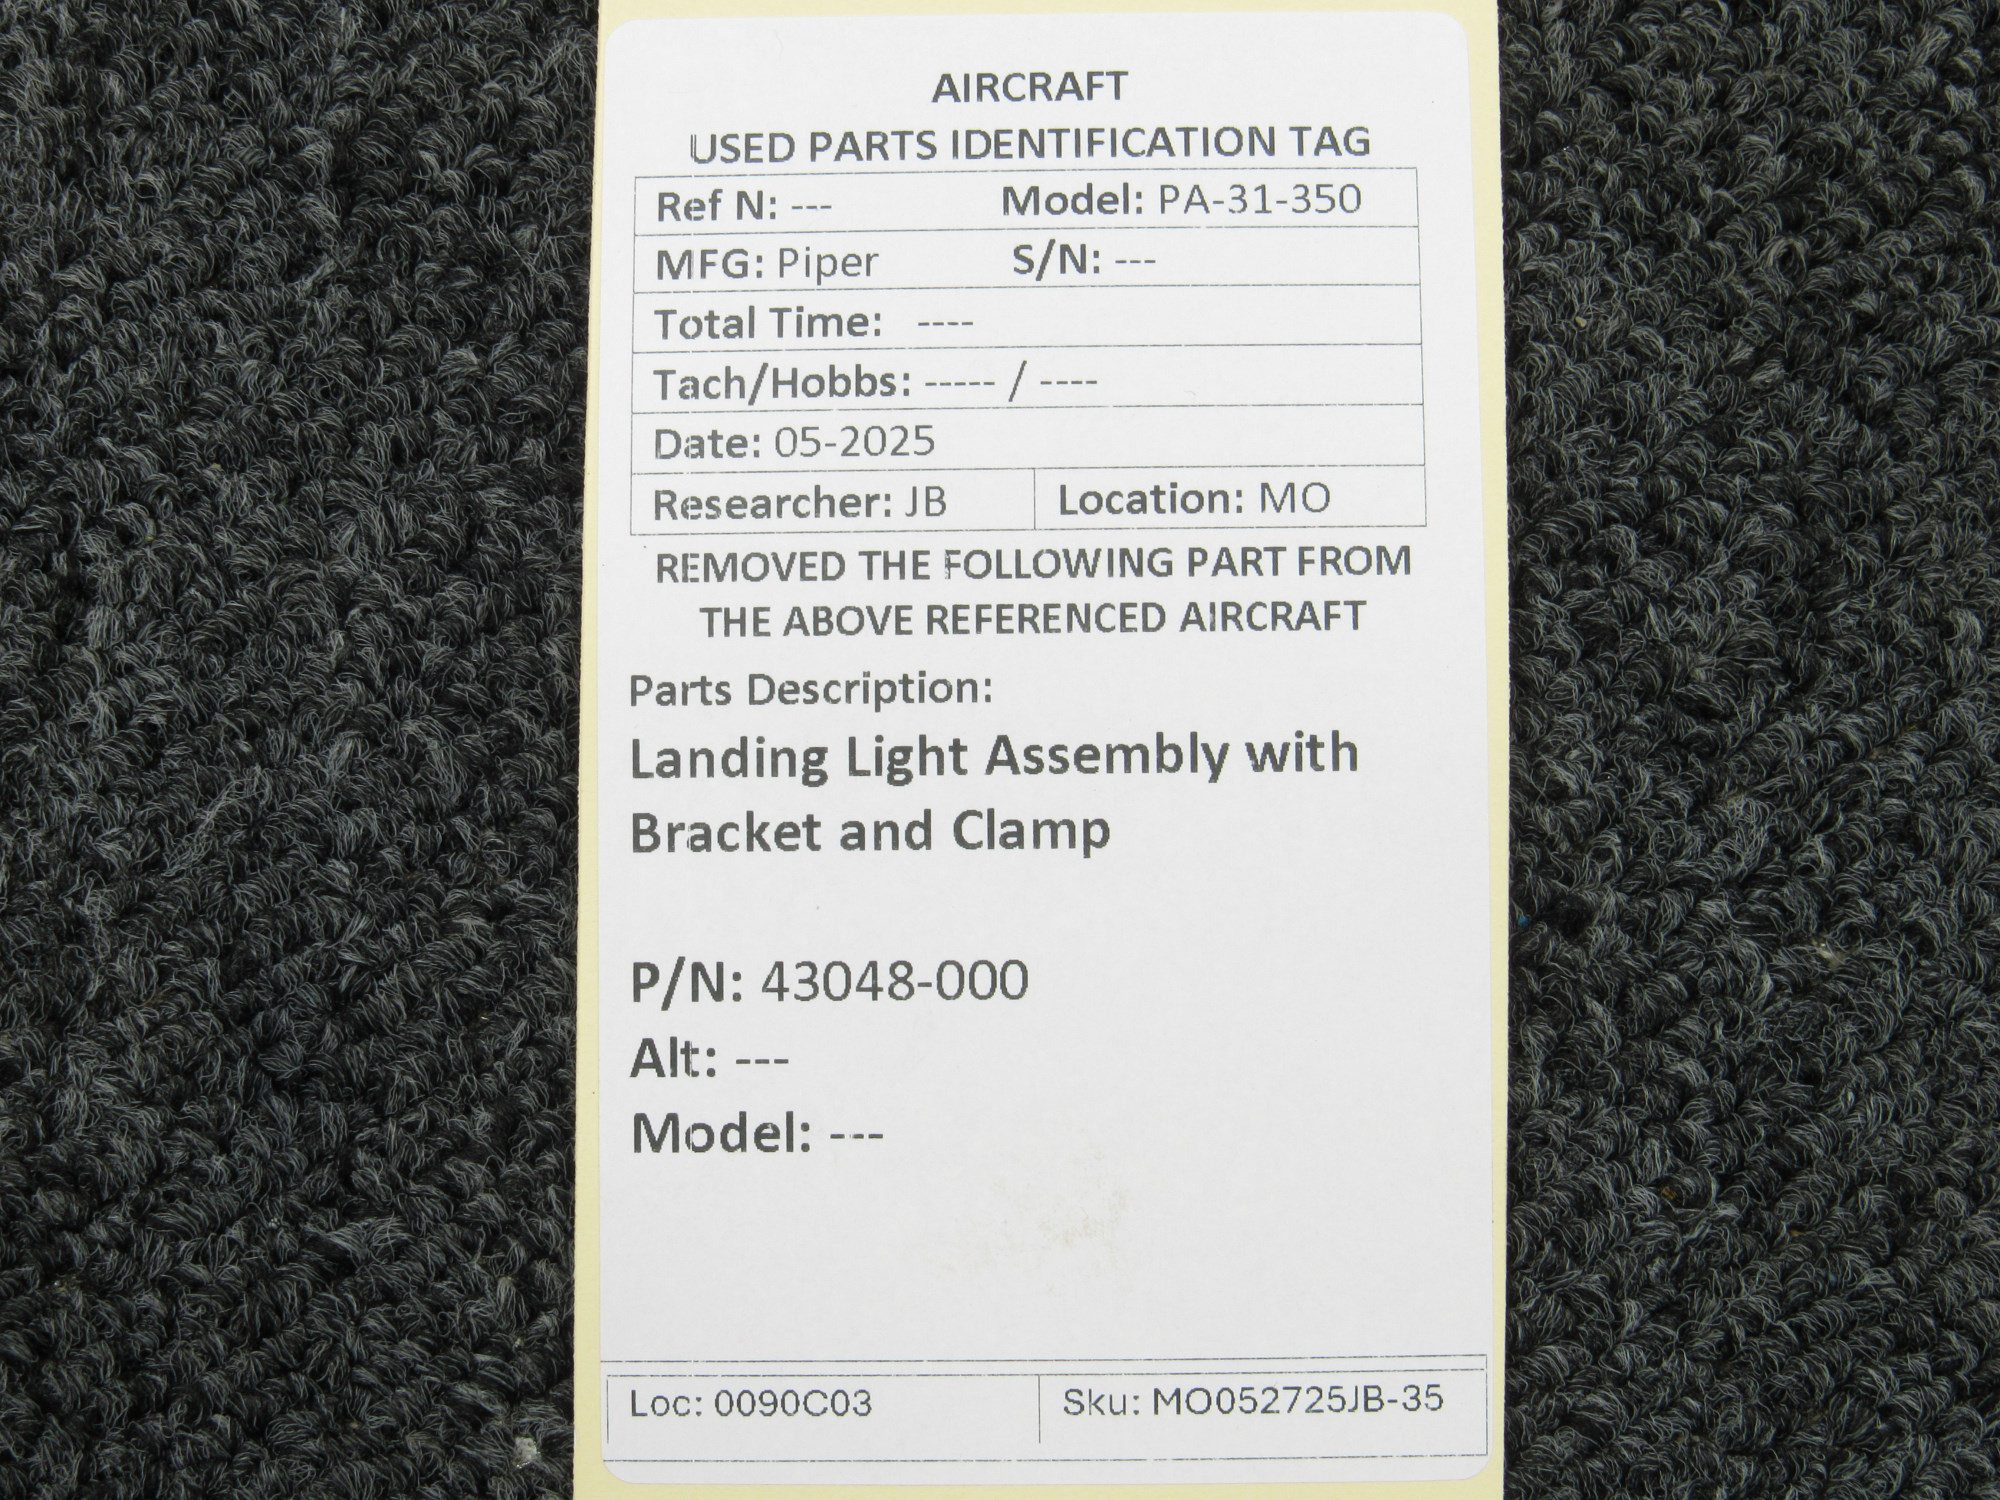 AIRCRAFT
USED PARTS IDENTIFICATION TAG
Ref N: --- Model: PA-31-350
MFG: Piper S/N: ---
Total Time: ----
Tach/Hobbs: ----- / ----
Date: 05-2025
Researcher: JB Location: MO
REMOVED THE FOLLOWING PART FROM
THE ABOVE REFERENCED AIRCRAFT
Parts Description:
Landing Light Assembly with
Bracket and Clamp
P/N: 43048-000
Alt: ---
Model: ---
Loc: 0090C03 Sku: MO052725JB-35